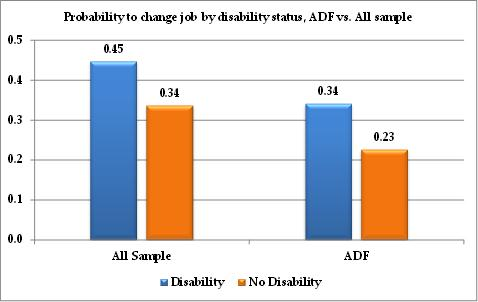 Probability to change job by disability status, ADF vs. All sample
0.5
0.4
0.3
0.2
0.1
0.0
0.45
0.34
0.34
0.23
All Sample
ADF
Disability
No Disability